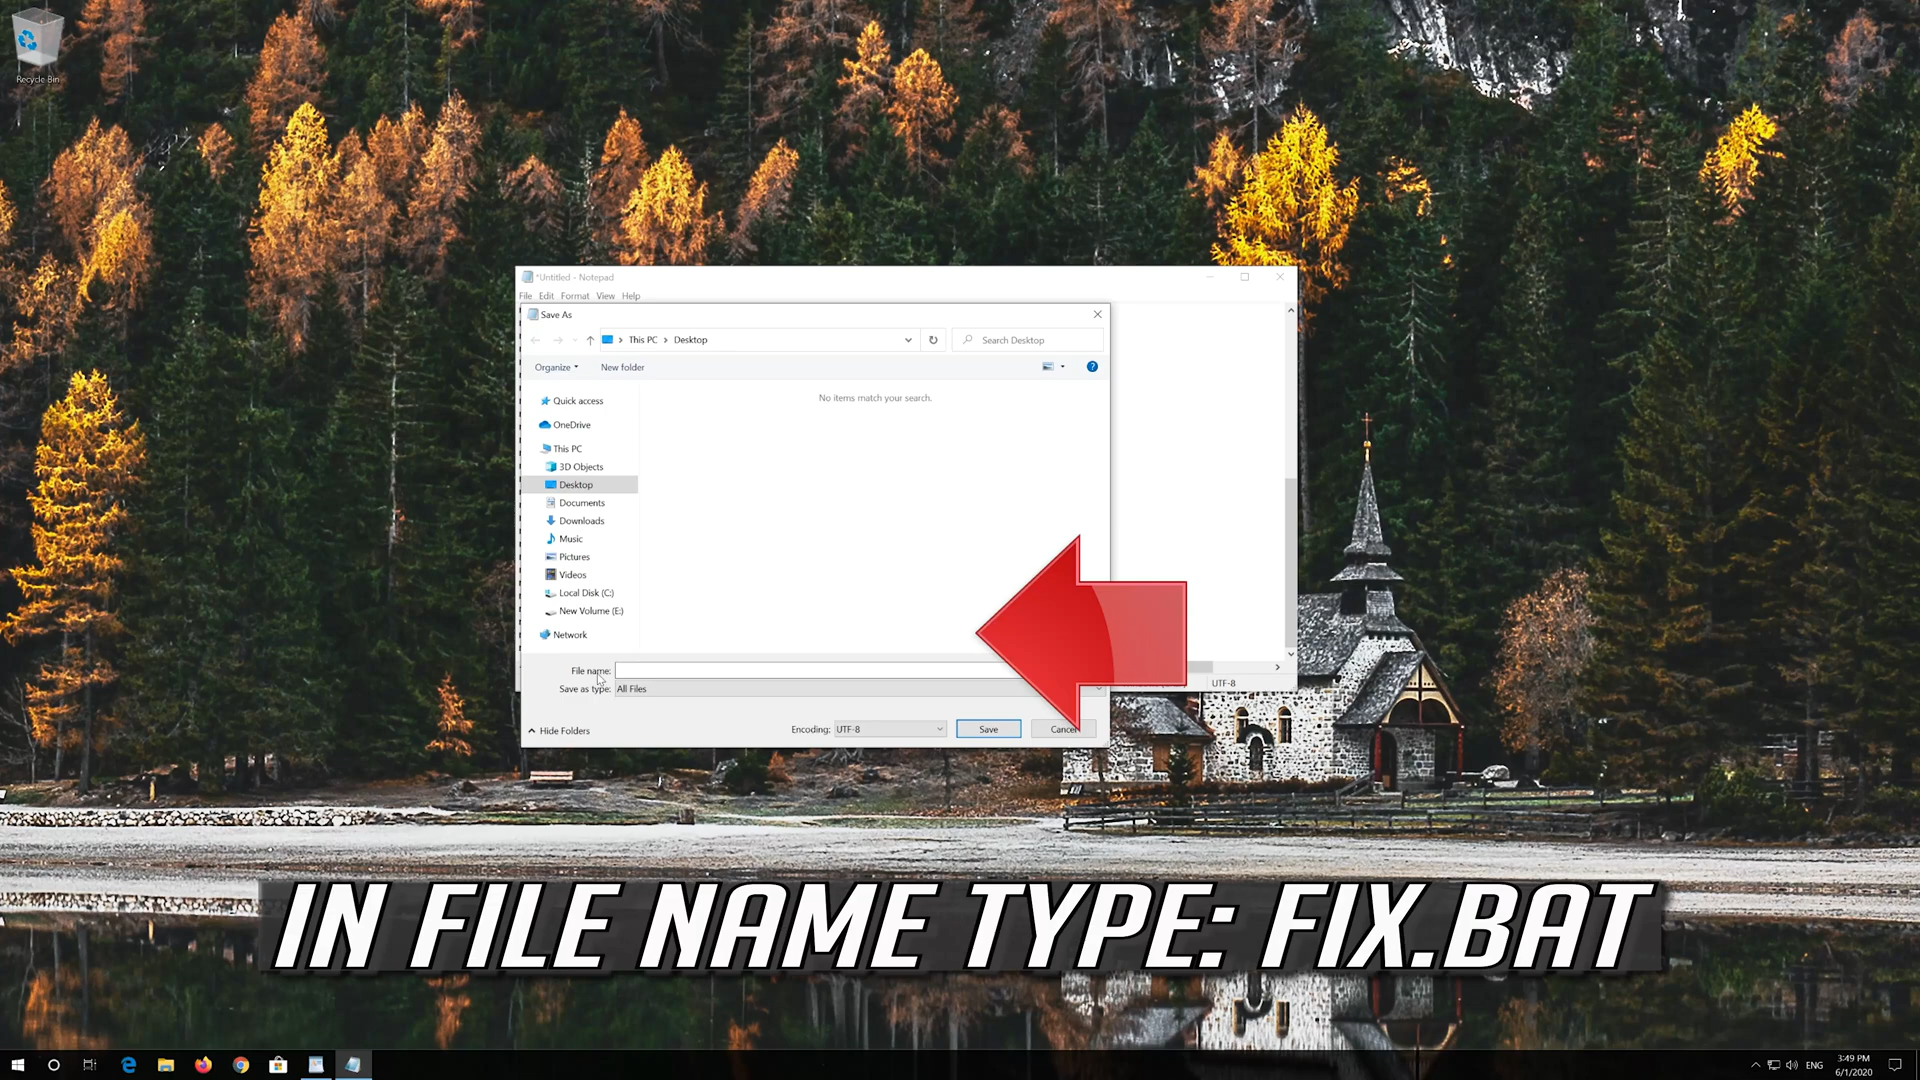 Recycle Bin
*Untitled - Notepad
File Edit Format View Help
Save As
This PC > Desktop
Search Desktop
Organize
New folder
No items match your search.
Quick access
OneDrive
This PC
3D Objects
Desktop
Documents
Downloads
Music
Pictures
Videos
Local Disk (C:)
New Volume (E:)
Network
File name:
Save as type: All Files
UTF-8
Hide Folders
Encoding: UTF-8
Save
Cancel
IN FILE NAME TYPE: FIX.BAT
ENG
3:49 PM
6/1/2020